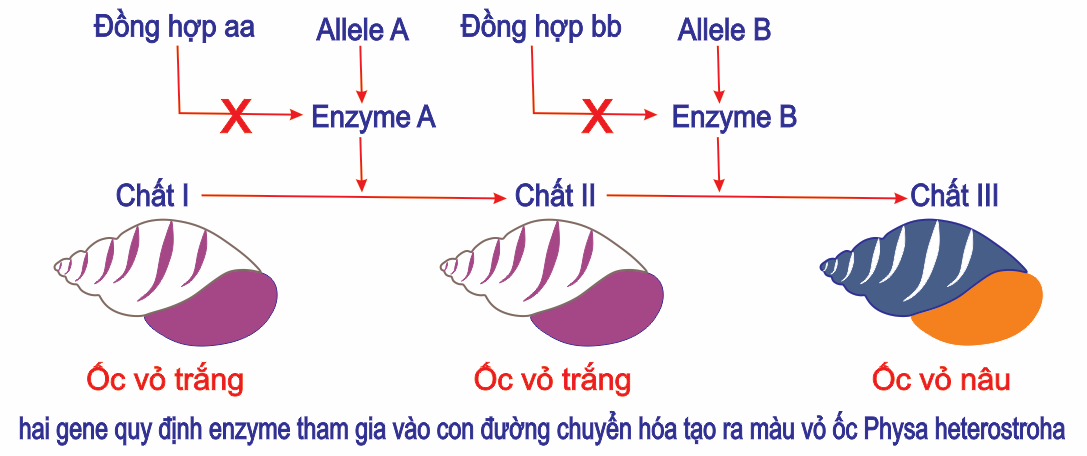 Đồng hợp aa Allele A Đồng hợp bb Allele B
Enzyme A Enzyme B
Chất I Chất II Chất III
Ốc vỏ trắng Ốc vỏ trắng Ốc vỏ nâu
hai gene quy định enzyme tham gia vào con đường chuyển hóa tạo ra màu vỏ ốc Physa heterostroha